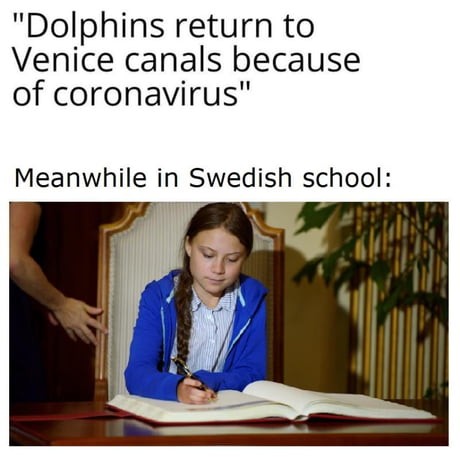 "Dolphins return to
Venice canals because
of coronavirus"
Meanwhile in Swedish school: